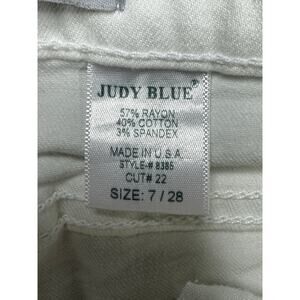 JUDY BLUE®
57% RAYON
40% COTTON
3% SPANDEX
MADE IN U.S.A.
STYLE-# 8385
CUT# 22
SIZE: 7 / 28